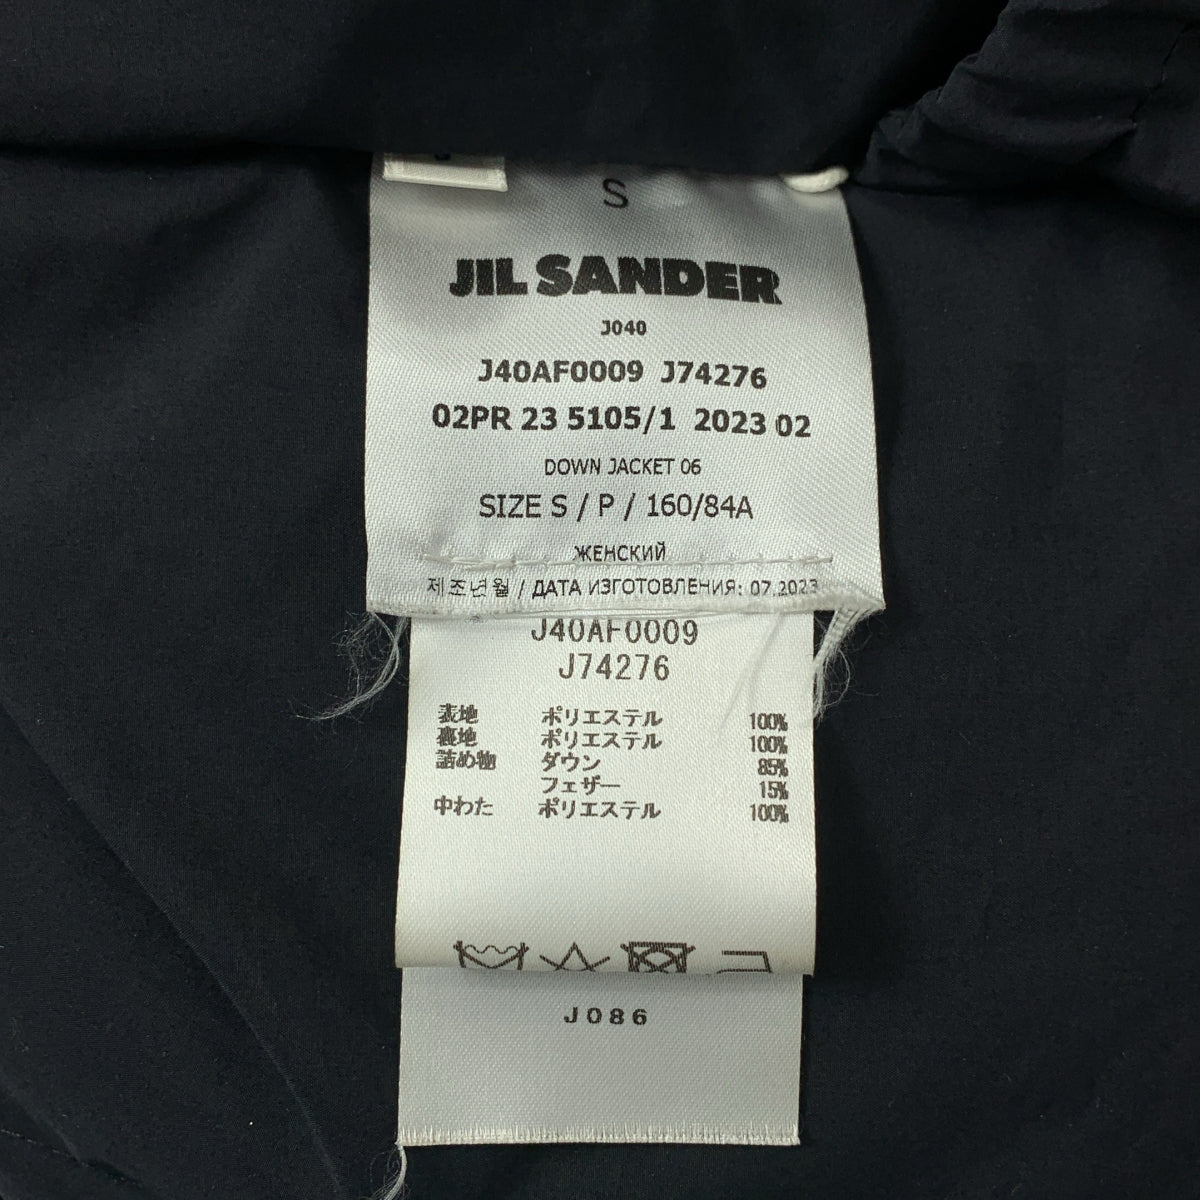 S
JIL SANDER
J040
J40AF0009 J74276
02PR 23 5105/1 2023 02
DOWN JACKET 06
SIZE S / P / 160/84A
ЖЕНСКИЙ
제조년월 / ДАТА ИЗГОТОВЛЕНИЯ: 07.2023
J40AF0009
J74276
表地 ポリエステル 100%
裏地 ポリエステル 100%
詰め物 ダウン 85%
フェザー 15%
中わた ポリエステル 100%
J086